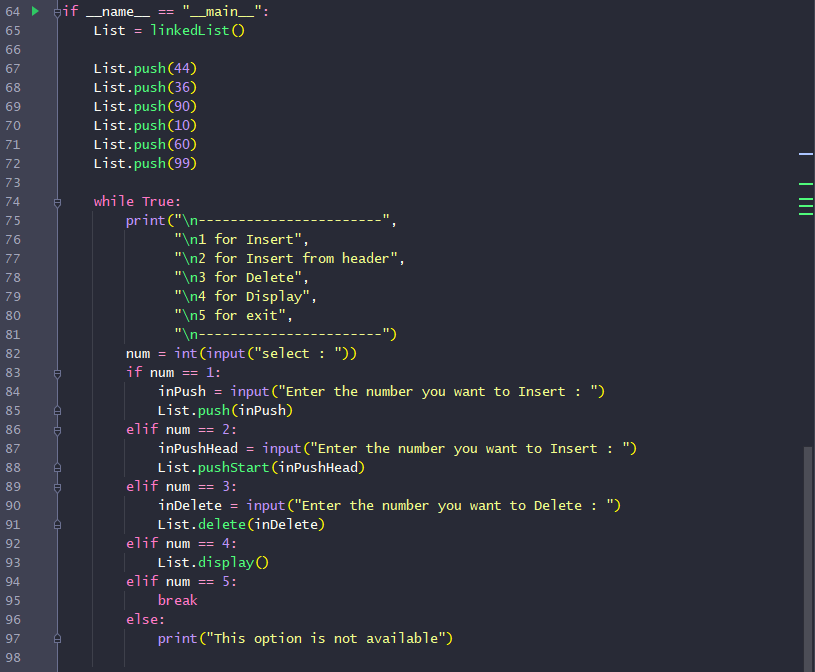 64 if __name__ == "__main__":
65     List = linkedList()
66
67     List.push(44)
68     List.push(36)
69     List.push(90)
70     List.push(10)
71     List.push(60)
72     List.push(99)
73
74     while True:
75         print("\n-----------------------",
76               "\n1 for Insert",
77               "\n2 for Insert from header",
78               "\n3 for Delete",
79               "\n4 for Display",
80               "\n5 for exit",
81               "\n-----------------------")
82         num = int(input("select : "))
83         if num == 1:
84             inPush = input("Enter the number you want to Insert : ")
85             List.push(inPush)
86         elif num == 2:
87             inPushHead = input("Enter the number you want to Insert : ")
88             List.pushStart(inPushHead)
89         elif num == 3:
90             inDelete = input("Enter the number you want to Delete : ")
91             List.delete(inDelete)
92         elif num == 4:
93             List.display()
94         elif num == 5:
95             break
96         else:
97             print("This option is not available")
98